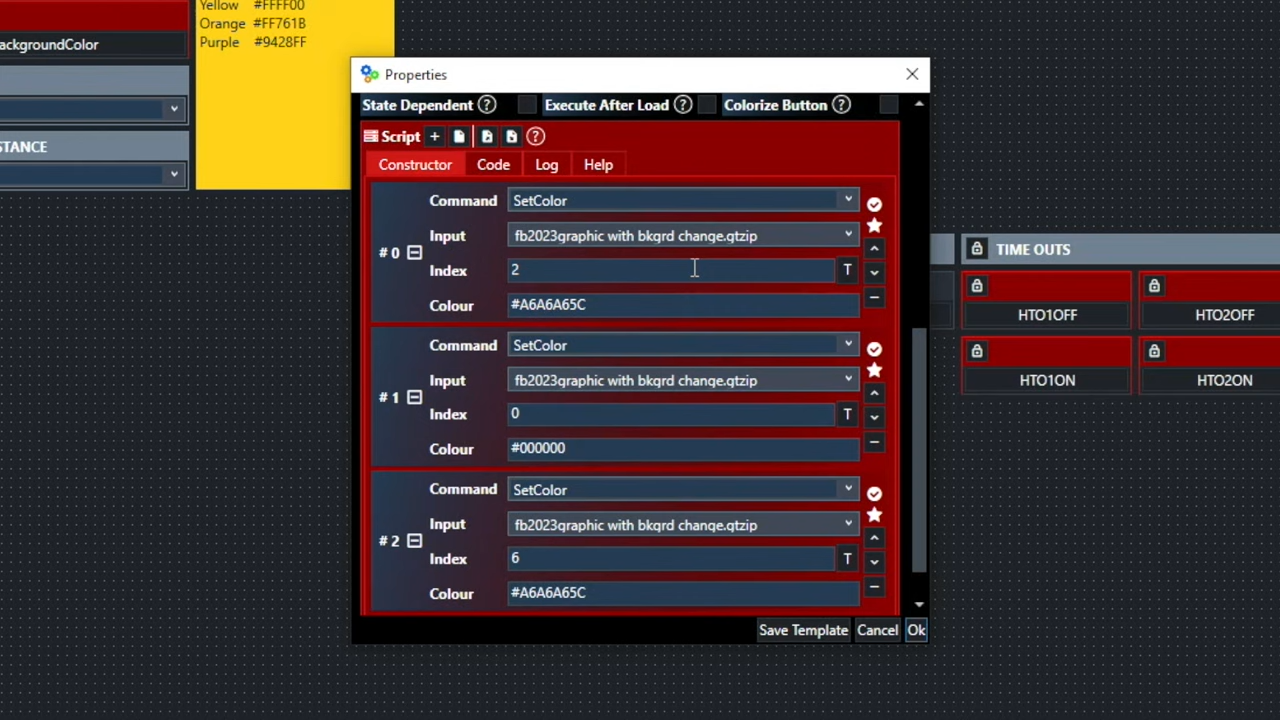 Yellow #FFFF00
Orange #FF761B
ackgroundColor
Purple #9428FF
Properties
State Dependent ? Execute After Load ? Colorize Button ?
Script + ?
STANCE
Constructor Code Log Help
Command SetColor
Input fb2023graphic with bkgrd change.gtzip
# 0
Index 2 T
Colour #A6A6A65C
Command SetColor
Input fb2023graphic with bkgrd change.gtzip
# 1
Index 0 T
Colour #000000
Command SetColor
Input fb2023graphic with bkgrd change.gtzip
# 2
Index 6 T
Colour #A6A6A65C
Save Template Cancel Ok
TIME OUTS
HTO1OFF HTO2OFF
HTO1ON HTO2ON